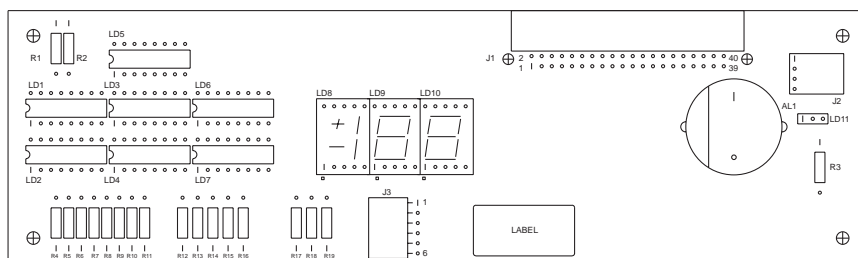 R1 R2 LD5
J1 2 40
1 39
LD1 LD3 LD6
LD8 LD9 LD10
J2
AL1
LD11
R3
LD2 LD4 LD7
J3
1
6
LABEL
R4 R5 R6 R7 R8 R9 R10 R11 R12 R13 R14 R15 R16 R17 R18 R19